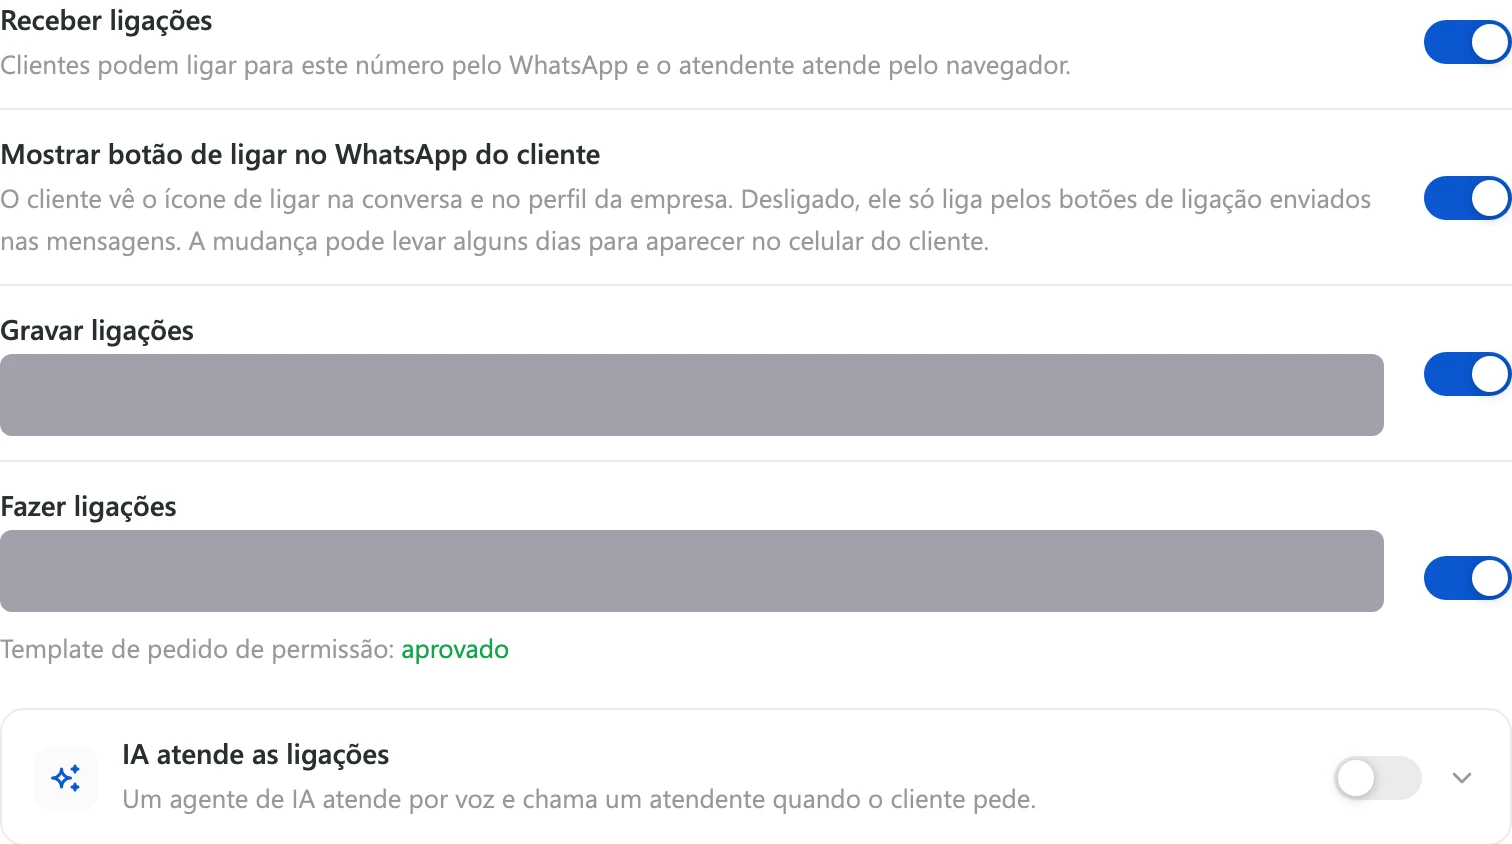 Receber ligações
Clientes podem ligar para este número pelo WhatsApp e o atendente atende pelo navegador.
Mostrar botão de ligar no WhatsApp do cliente
O cliente vê o ícone de ligar na conversa e no perfil da empresa. Desligado, ele só liga pelos botões de ligação enviados
nas mensagens. A mudança pode levar alguns dias para aparecer no celular do cliente.
Gravar ligações
Fazer ligações
Template de pedido de permissão: aprovado
IA atende as ligações
Um agente de IA atende por voz e chama um atendente quando o cliente pede.